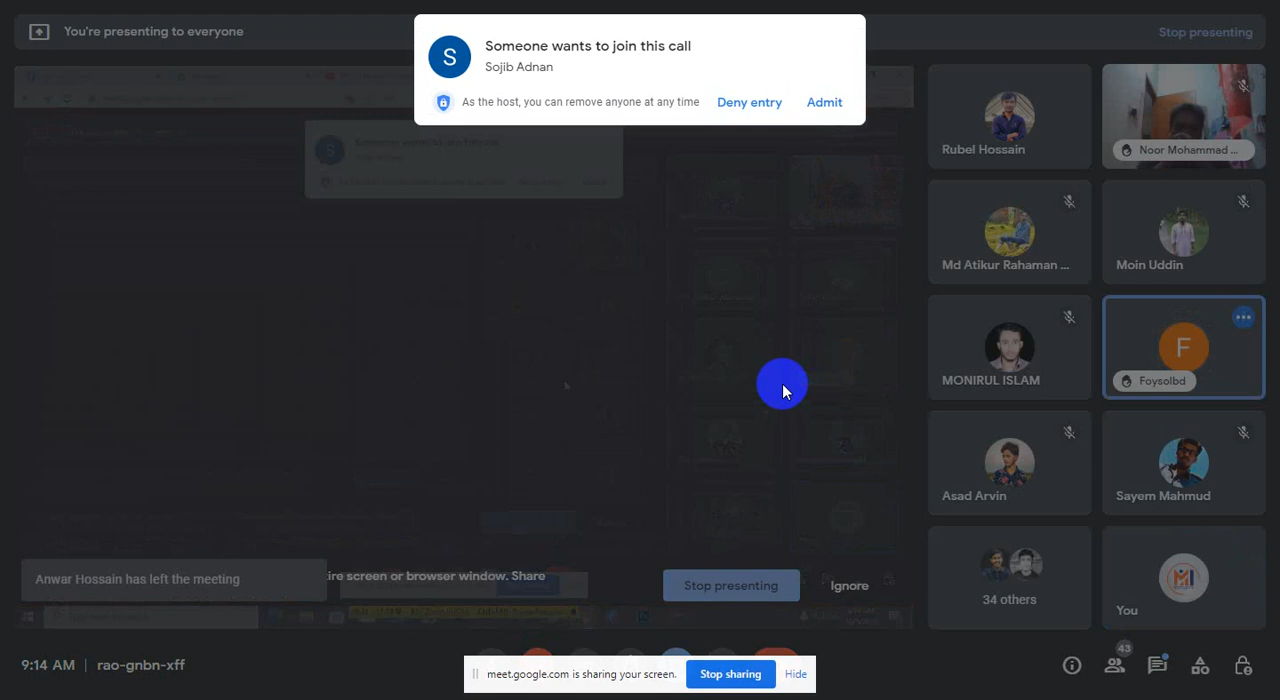 You're presenting to everyone
Stop presenting
S
Someone wants to join this call
Sojib Adnan
As the host, you can remove anyone at any time
Deny entry
Admit
Rubel Hossain
Noor Mohammad ...
Md Atikur Rahaman ...
Moin Uddin
MONIRUL ISLAM
F
Foysolbd
Asad Arvin
Sayem Mahmud
34 others
You
Anwar Hossain has left the meeting
ire screen or browser window. Share
Stop presenting
Ignore
9:14 AM
rao-gnbn-xff
meet.google.com is sharing your screen.
Stop sharing
Hide
43